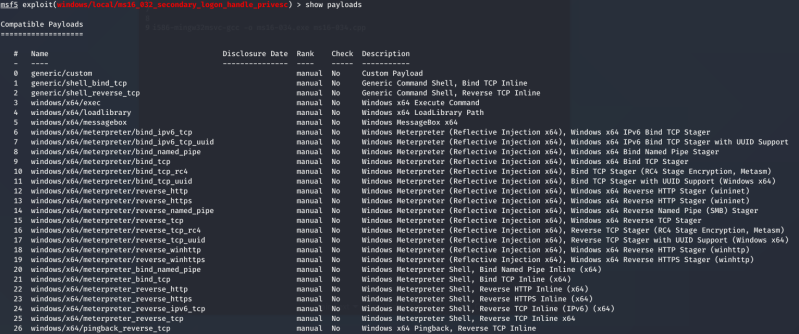 msf5 exploit(windows/local/ms16_032_secondary_logon_handle_privesc) > show payloads
Compatible Payloads
===================
# Name Disclosure Date Rank Check Description
- ---- --------------- ---- ----- -----------
0 generic/custom manual No Custom Payload
1 generic/shell_bind_tcp manual No Generic Command Shell, Bind TCP Inline
2 generic/shell_reverse_tcp manual No Generic Command Shell, Reverse TCP Inline
3 windows/x64/exec manual No Windows x64 Execute Command
4 windows/x64/loadlibrary manual No Windows x64 LoadLibrary Path
5 windows/x64/messagebox manual No Windows MessageBox x64
6 windows/x64/meterpreter/bind_ipv6_tcp manual No Windows Meterpreter (Reflective Injection x64), Windows x64 IPv6 Bind TCP Stager
7 windows/x64/meterpreter/bind_ipv6_tcp_uuid manual No Windows Meterpreter (Reflective Injection x64), Windows x64 IPv6 Bind TCP Stager with UUID Support
8 windows/x64/meterpreter/bind_named_pipe manual No Windows Meterpreter (Reflective Injection x64), Windows x64 Bind Named Pipe Stager
9 windows/x64/meterpreter/bind_tcp manual No Windows Meterpreter (Reflective Injection x64), Windows x64 Bind TCP Stager
10 windows/x64/meterpreter/bind_tcp_rc4 manual No Windows Meterpreter (Reflective Injection x64), Bind TCP Stager (RC4 Stage Encryption, Metasm)
11 windows/x64/meterpreter/bind_tcp_uuid manual No Windows Meterpreter (Reflective Injection x64), Bind TCP Stager with UUID Support (Windows x64)
12 windows/x64/meterpreter/reverse_http manual No Windows Meterpreter (Reflective Injection x64), Windows x64 Reverse HTTP Stager (wininet)
13 windows/x64/meterpreter/reverse_https manual No Windows Meterpreter (Reflective Injection x64), Windows x64 Reverse HTTP Stager (wininet)
14 windows/x64/meterpreter/reverse_named_pipe manual No Windows Meterpreter (Reflective Injection x64), Windows x64 Reverse Named Pipe (SMB) Stager
15 windows/x64/meterpreter/reverse_tcp manual No Windows Meterpreter (Reflective Injection x64), Windows x64 Reverse TCP Stager
16 windows/x64/meterpreter/reverse_tcp_rc4 manual No Windows Meterpreter (Reflective Injection x64), Reverse TCP Stager (RC4 Stage Encryption, Metasm)
17 windows/x64/meterpreter/reverse_tcp_uuid manual No Windows Meterpreter (Reflective Injection x64), Reverse TCP Stager with UUID Support (Windows x64)
18 windows/x64/meterpreter/reverse_winhttp manual No Windows Meterpreter (Reflective Injection x64), Windows x64 Reverse HTTP Stager (winhttp)
19 windows/x64/meterpreter/reverse_winhttps manual No Windows Meterpreter (Reflective Injection x64), Windows x64 Reverse HTTPS Stager (winhttp)
20 windows/x64/meterpreter_bind_named_pipe manual No Windows Meterpreter Shell, Bind Named Pipe Inline (x64)
21 windows/x64/meterpreter_bind_tcp manual No Windows Meterpreter Shell, Bind TCP Inline (x64)
22 windows/x64/meterpreter_reverse_http manual No Windows Meterpreter Shell, Reverse HTTP Inline (x64)
23 windows/x64/meterpreter_reverse_https manual No Windows Meterpreter Shell, Reverse HTTPS Inline (x64)
24 windows/x64/meterpreter_reverse_ipv6_tcp manual No Windows Meterpreter Shell, Reverse TCP Inline (IPv6) (x64)
25 windows/x64/meterpreter_reverse_tcp manual No Windows Meterpreter Shell, Reverse TCP Inline x64
26 windows/x64/pingback_reverse_tcp manual No Windows x64 Pingback, Reverse TCP Inline